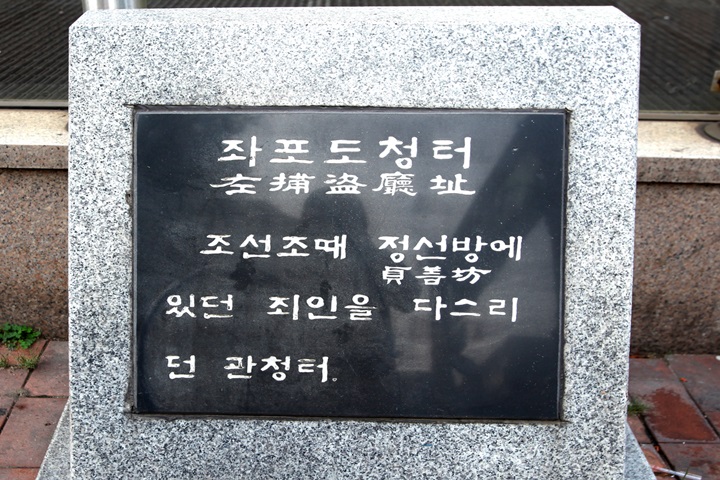 좌포도청터
左捕盜廳址
조선조때 정선방에
貞善坊
있던 죄인을 다스리
던 관청터.